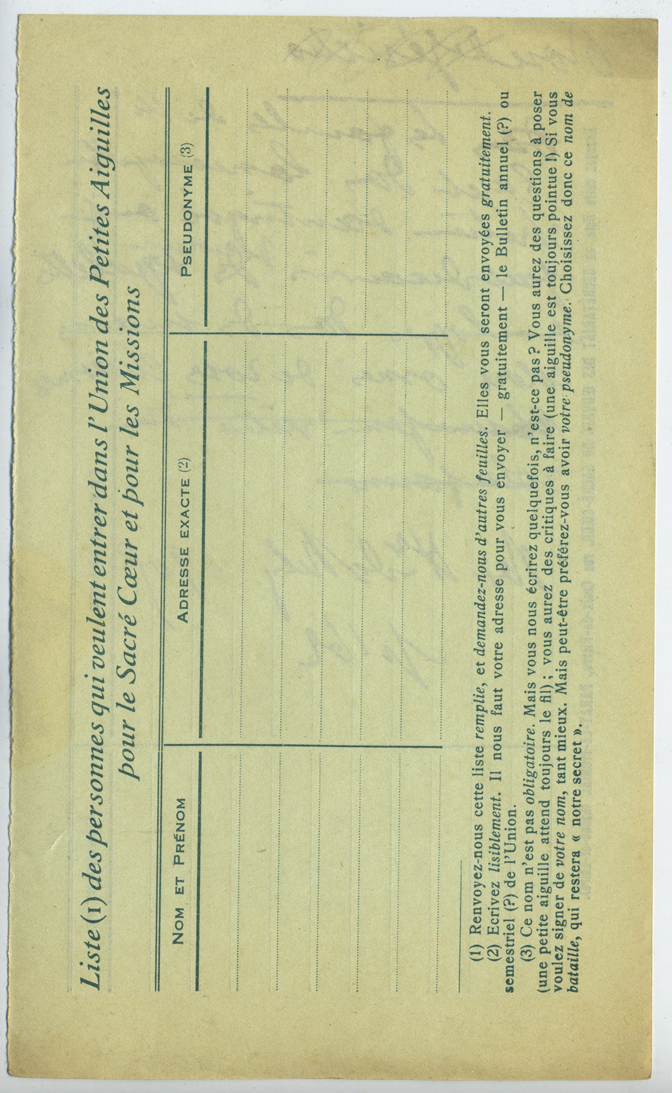 Liste (1) des personnes qui veulent entrer dans l'Union des Petites Aiguilles
pour le Sacré Cœur et pour les Missions
NOM ET PRÉNOM ADRESSE EXACTE (2) PSEUDONYME (3)
(1) Renvoyez-nous cette liste remplie, et demandez-nous d'autres feuilles. Elles vous seront envoyées gratuitement.
(2) Ecrivez lisiblement. Il nous faut votre adresse pour vous envoyer — gratuitement — le Bulletin annuel (?) ou
semestriel (?) de l'Union.
(3) Ce nom n'est pas obligatoire. Mais vous nous écrirez quelquefois, n'est-ce pas ? Vous aurez des questions à poser
(une petite aiguille attend toujours le fil) ; vous aurez des critiques à faire (une aiguille est toujours pointue !) Si vous
voulez signer de votre nom, tant mieux. Mais peut-être préférez-vous avoir votre pseudonyme. Choisissez donc ce nom de
bataille, qui restera « notre secret ».